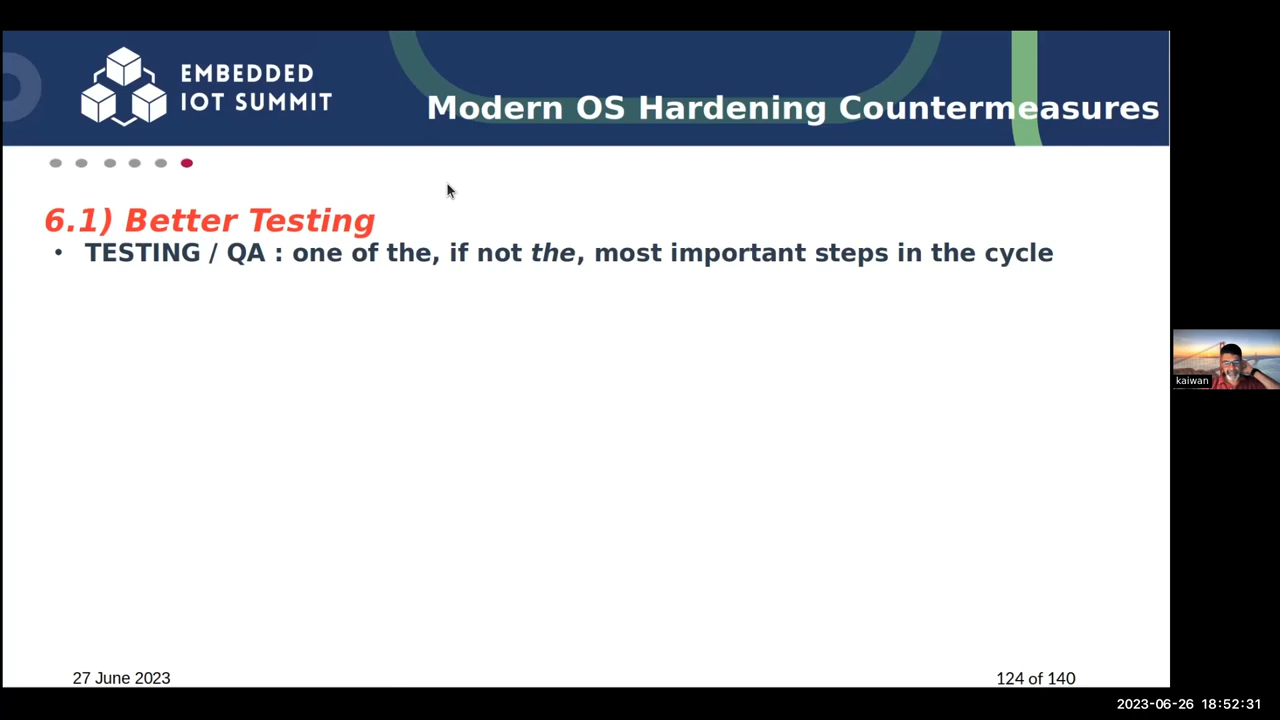 EMBEDDED
IOT SUMMIT
Modern OS Hardening Countermeasures
6.1) Better Testing
• TESTING / QA : one of the, if not the, most important steps in the cycle
kaiwan
27 June 2023
124 of 140
2023-06-26 18:52:31